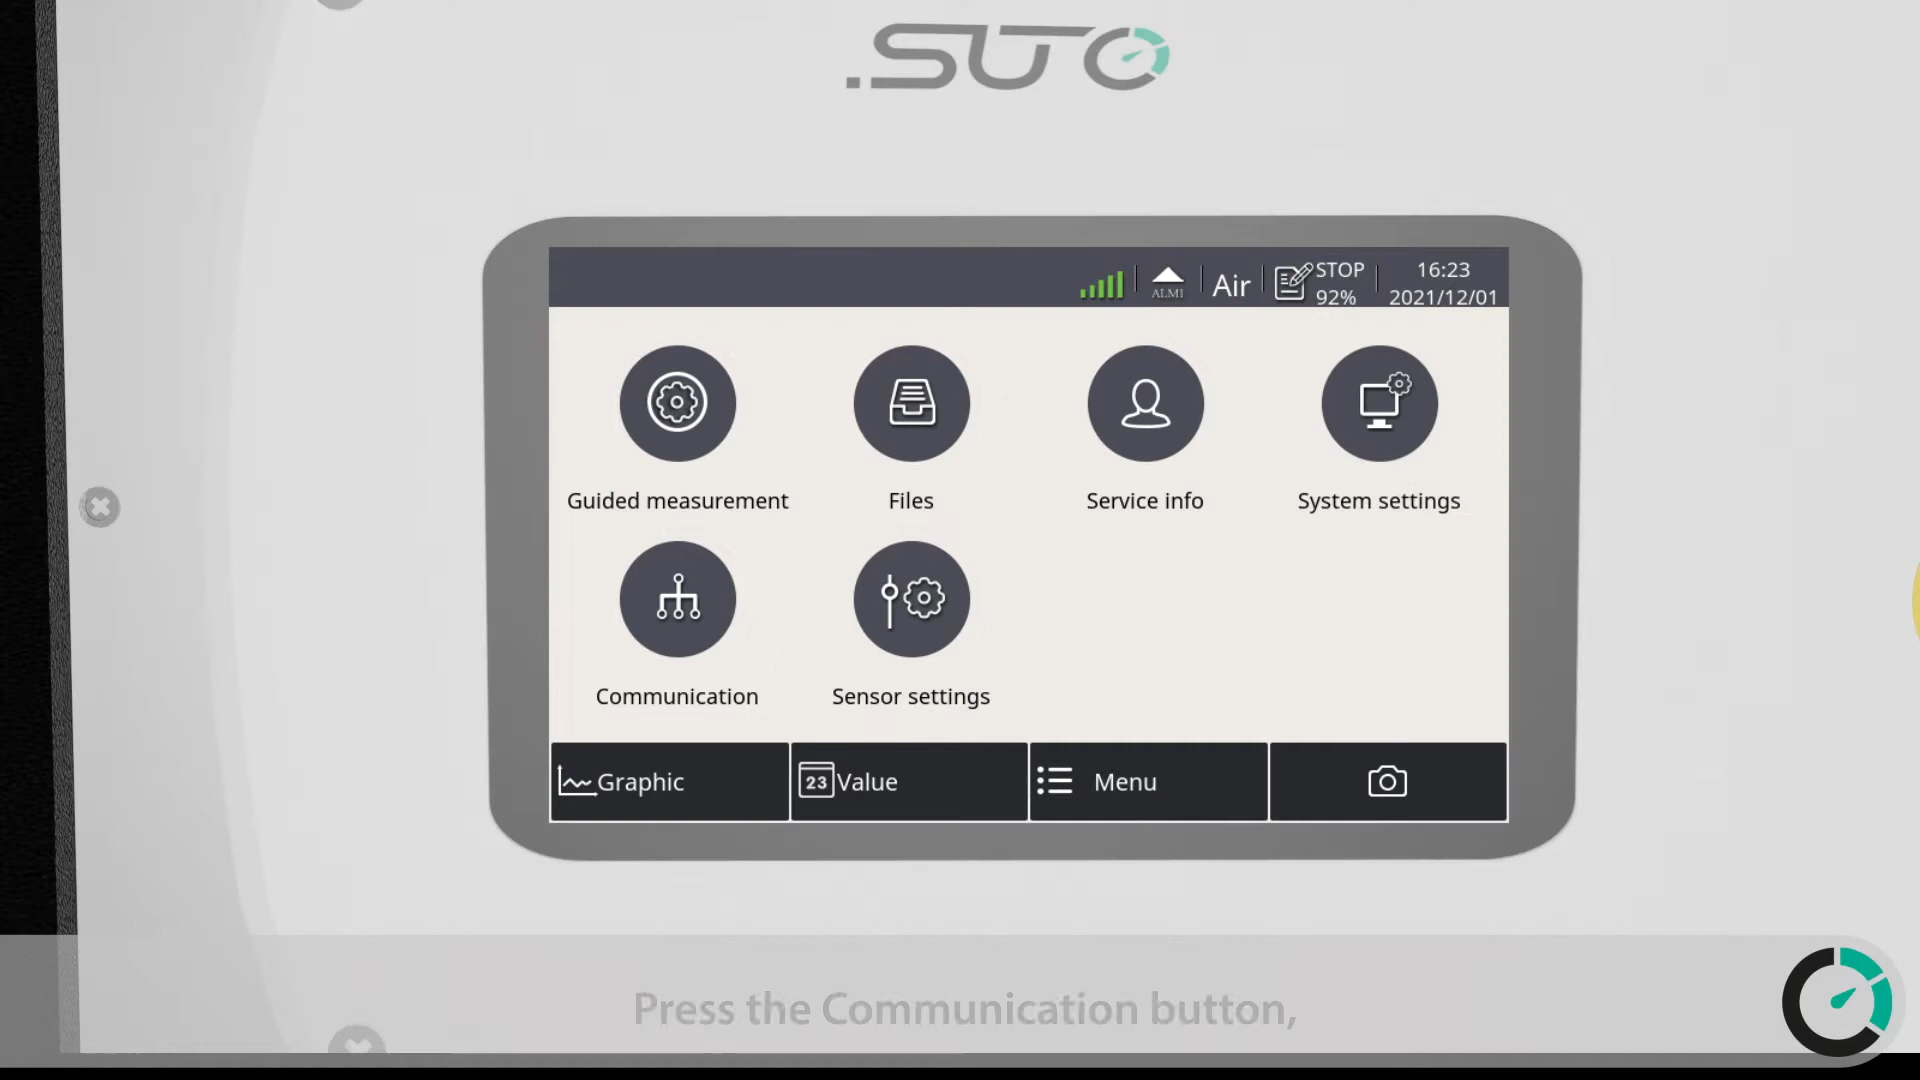 .SUTO
ALM1
Air
STOP
92%
16:23
2021/12/01
Guided measurement
Files
Service info
System settings
Communication
Sensor settings
Graphic
23
Value
Menu
Press the Communication button,